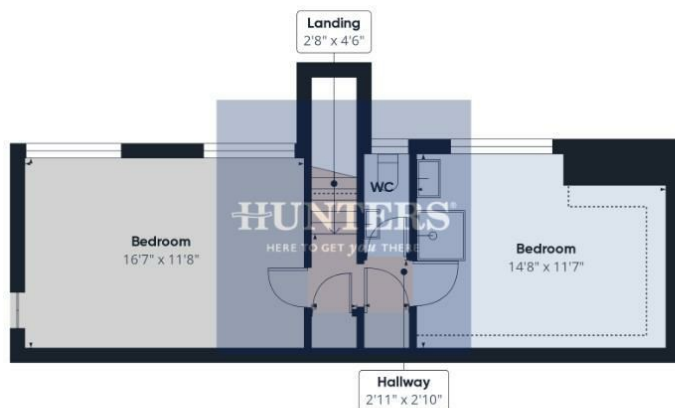 Landing
2'8" x 4'6"
WC
HUNTERS®
HERE TO GET you THERE
Bedroom
16'7" x 11'8"
Bedroom
14'8" x 11'7"
Hallway
2'11" x 2'10"